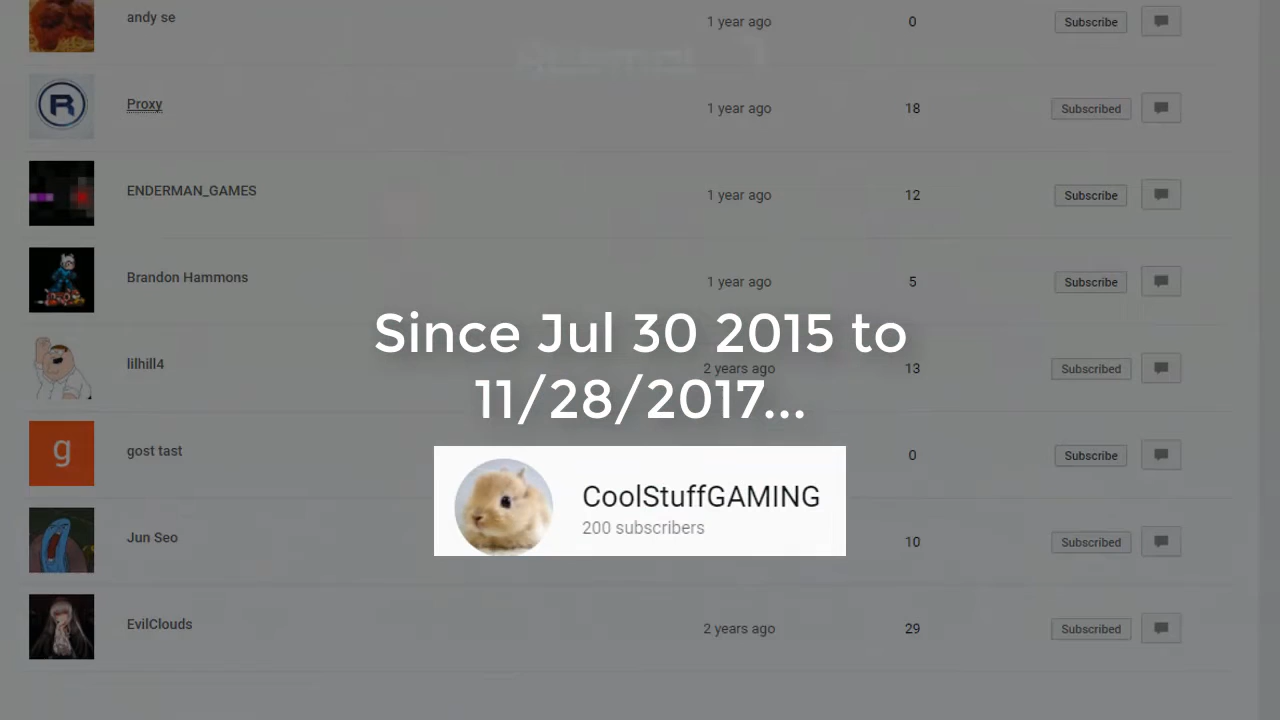 andy se 1 year ago 0 Subscribe
R
Proxy 1 year ago 18 Subscribed
ENDERMAN_GAMES 1 year ago 12 Subscribe
Brandon Hammons 1 year ago 5 Subscribe
Since Jul 30 2015 to
lilhill4 2 years ago 13 Subscribed
11/28/2017...
g
gost tast 0 Subscribe
CoolStuffGAMING
200 subscribers
Jun Seo 10 Subscribed
EvilClouds 2 years ago 29 Subscribed